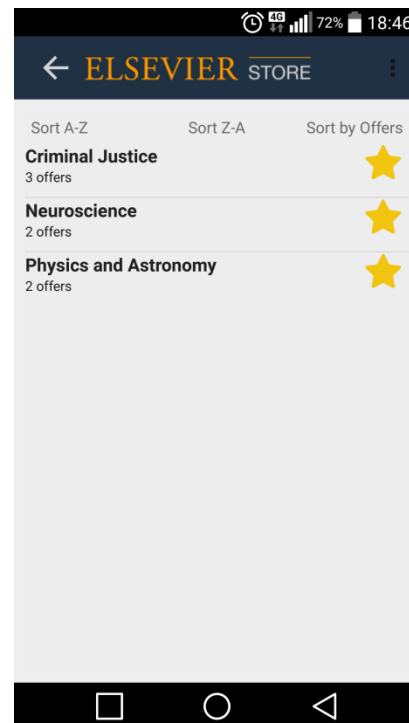 4G 72% 18:46
ELSEVIER STORE
Sort A-Z Sort Z-A Sort by Offers
Criminal Justice
3 offers
Neuroscience
2 offers
Physics and Astronomy
2 offers